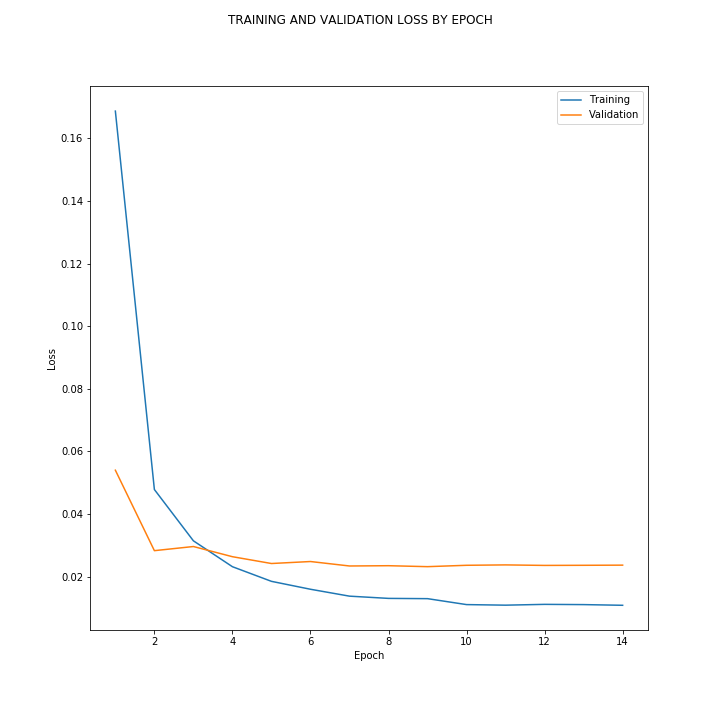 TRAINING AND VALIDATION LOSS BY EPOCH
Training
Validation
0.16
0.14
0.12
0.10
0.08
0.06
0.04
0.02
Loss
2 4 6 8 10 12 14
Epoch